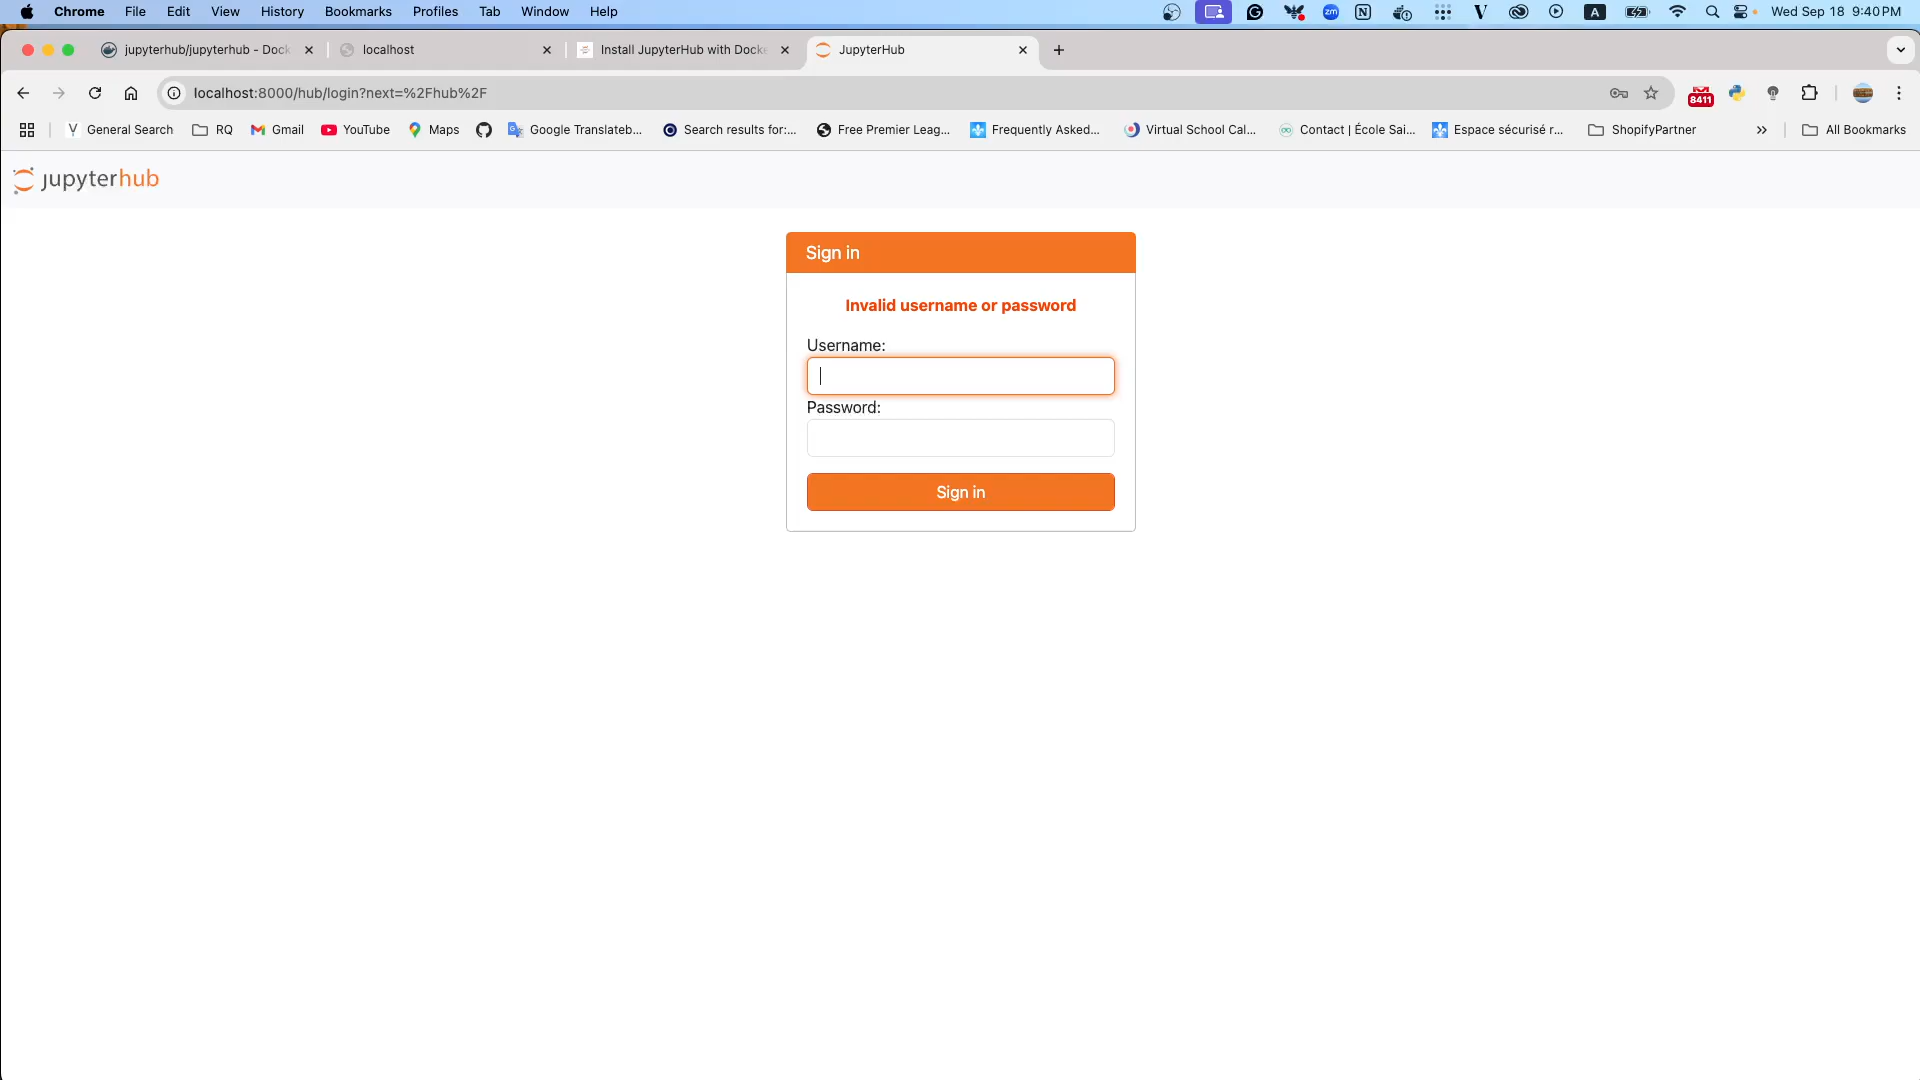 Chrome File Edit View History Bookmarks Profiles Tab Window Help zm A Wed Sep 18 9:40 PM
jupyterhub/jupyterhub - Dock localhost Install JupyterHub with Docke JupyterHub
localhost:8000/hub/login?next=%2Fhub%2F 8411
General Search RQ Gmail YouTube Maps Google Translateb... Search results for:... Free Premier Leag... Frequently Asked... Virtual School Cal... Contact | École Sai... Espace sécurisé r... ShopifyPartner » All Bookmarks
jupyterhub
Sign in
Invalid username or password
Username:
Password:
Sign in